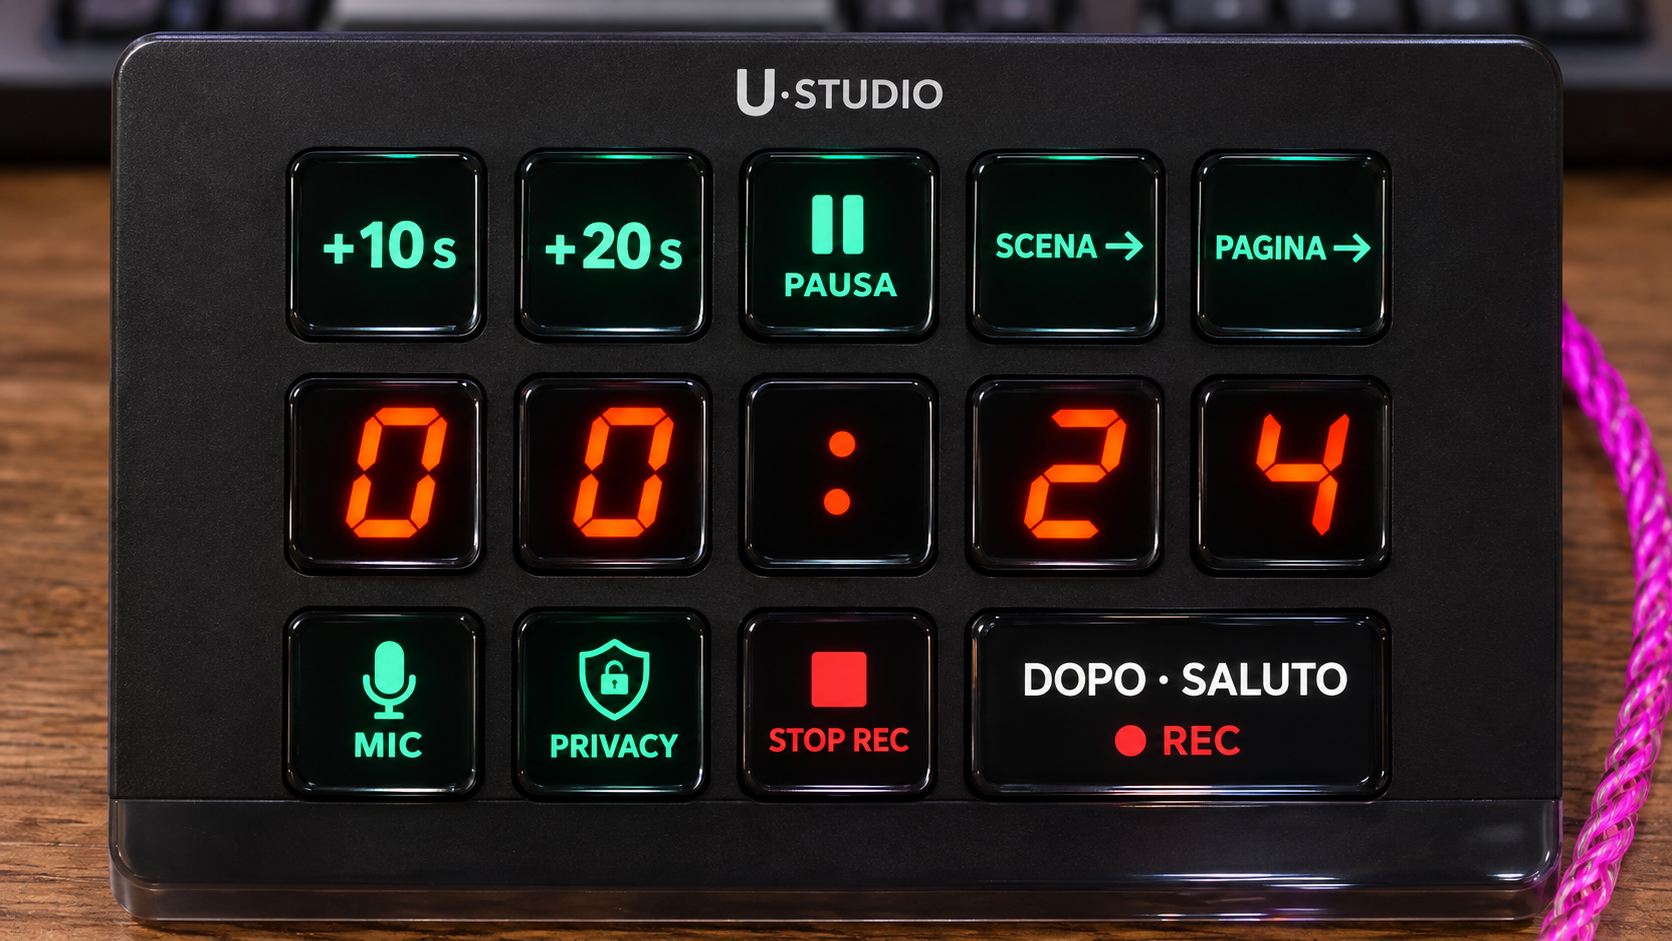 U·STUDIO
+10s
+20s
PAUSA
SCENA →
PAGINA →
00:24
MIC
PRIVACY
STOP REC
DOPO · SALUTO
REC